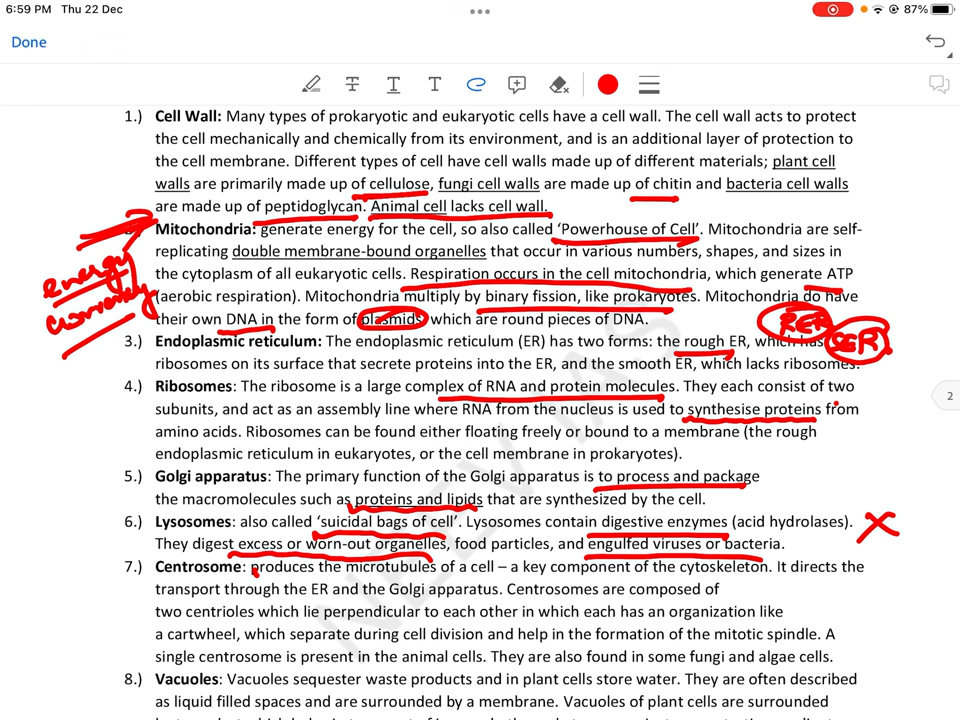 6:59 PM Thu 22 Dec
87%
Done
1.) Cell Wall: Many types of prokaryotic and eukaryotic cells have a cell wall. The cell wall acts to protect
the cell mechanically and chemically from its environment, and is an additional layer of protection to
the cell membrane. Different types of cell have cell walls made up of different materials; plant cell
walls are primarily made up of cellulose, fungi cell walls are made up of chitin and bacteria cell walls
are made up of peptidoglycan. Animal cell lacks cell wall.
Mitochondria: generate energy for the cell, so also called ‘Powerhouse of Cell’. Mitochondria are self-
replicating double membrane-bound organelles that occur in various numbers, shapes, and sizes in
energy
the cytoplasm of all eukaryotic cells. Respiration occurs in the cell mitochondria, which generate ATP
(aerobic respiration). Mitochondria multiply by binary fission, like prokaryotes. Mitochondria do have
their own DNA in the form of plasmids which are round pieces of DNA.
RER
SER
3.) Endoplasmic reticulum: The endoplasmic reticulum (ER) has two forms: the rough ER, which has
ribosomes on its surface that secrete proteins into the ER, and the smooth ER, which lacks ribosomes.
4.) Ribosomes: The ribosome is a large complex of RNA and protein molecules. They each consist of two
subunits, and act as an assembly line where RNA from the nucleus is used to synthesise proteins from
2
amino acids. Ribosomes can be found either floating freely or bound to a membrane (the rough
endoplasmic reticulum in eukaryotes, or the cell membrane in prokaryotes).
5.) Golgi apparatus: The primary function of the Golgi apparatus is to process and package
the macromolecules such as proteins and lipids that are synthesized by the cell.
6.) Lysosomes: also called ‘suicidal bags of cell’. Lysosomes contain digestive enzymes (acid hydrolases).
They digest excess or worn-out organelles, food particles, and engulfed viruses or bacteria.
7.) Centrosome: produces the microtubules of a cell – a key component of the cytoskeleton. It directs the
transport through the ER and the Golgi apparatus. Centrosomes are composed of
two centrioles which lie perpendicular to each other in which each has an organization like
a cartwheel, which separate during cell division and help in the formation of the mitotic spindle. A
single centrosome is present in the animal cells. They are also found in some fungi and algae cells.
8.) Vacuoles: Vacuoles sequester waste products and in plant cells store water. They are often described
as liquid filled spaces and are surrounded by a membrane. Vacuoles of plant cells are surrounded